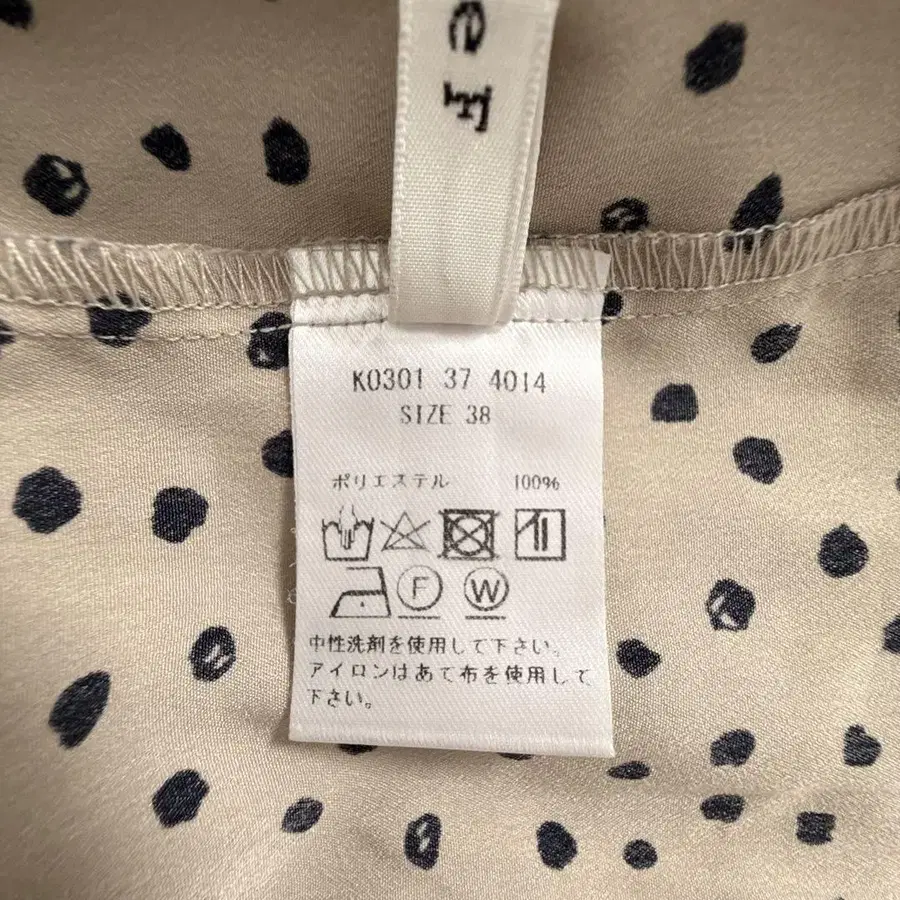 Fe
K0301 37 4014
SIZE 38
ポリエステル 100%
F W
中性洗剤を使用して下さい。
アイロンはあて布を使用して
下さい。